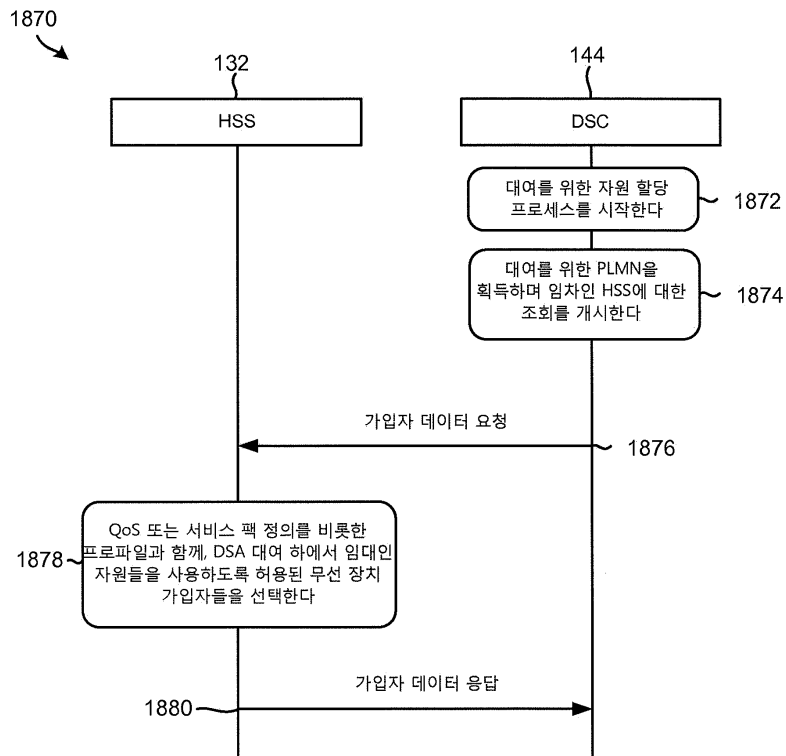 1870
132
144
HSS
DSC
대여를 위한 자원 할당
프로세스를 시작한다
1872
대여를 위한 PLMN을
획득하며 임차인 HSS에 대한
조회를 개시한다
1874
가입자 데이터 요청
1876
QoS 또는 서비스 팩 정의를 비롯한
프로파일과 함께, DSA 대여 하에서 임대인
자원들을 사용하도록 허용된 무선 장치
가입자들을 선택한다
1878
가입자 데이터 응답
1880